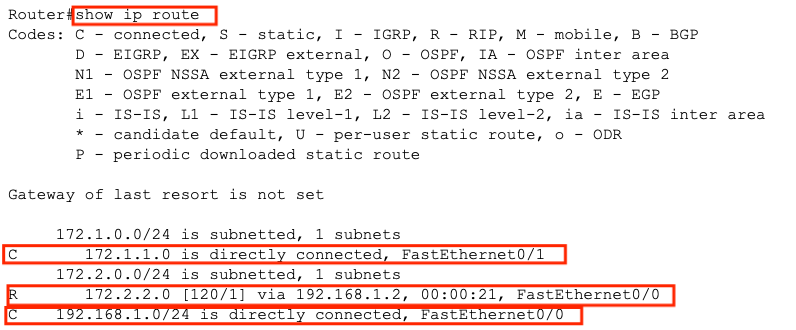 Router#show ip route
Codes: C - connected, S - static, I - IGRP, R - RIP, M - mobile, B - BGP
D - EIGRP, EX - EIGRP external, O - OSPF, IA - OSPF inter area
N1 - OSPF NSSA external type 1, N2 - OSPF NSSA external type 2
E1 - OSPF external type 1, E2 - OSPF external type 2, E - EGP
i - IS-IS, L1 - IS-IS level-1, L2 - IS-IS level-2, ia - IS-IS inter area
* - candidate default, U - per-user static route, o - ODR
P - periodic downloaded static route
Gateway of last resort is not set
172.1.0.0/24 is subnetted, 1 subnets
C 172.1.1.0 is directly connected, FastEthernet0/1
172.2.0.0/24 is subnetted, 1 subnets
R 172.2.2.0 [120/1] via 192.168.1.2, 00:00:21, FastEthernet0/0
C 192.168.1.0/24 is directly connected, FastEthernet0/0